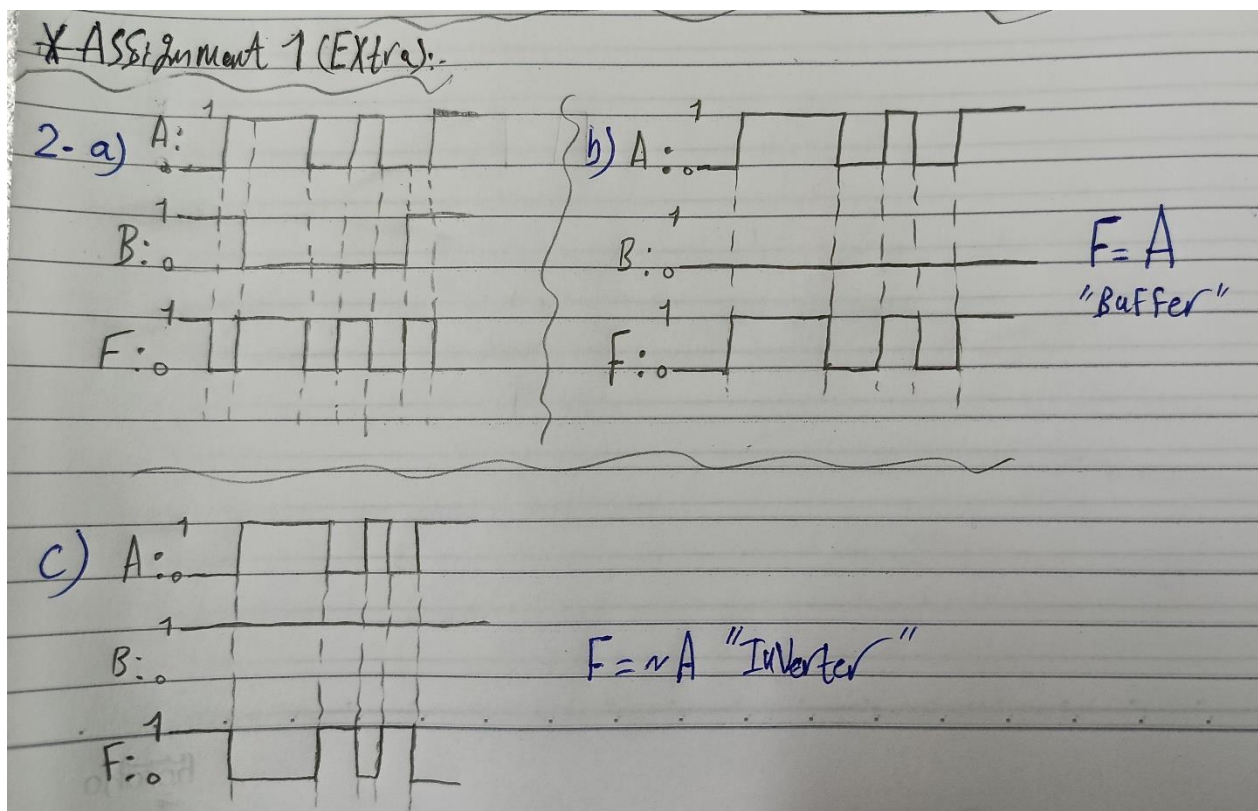 * Assignment 1 (Extra):-
2- a) A: 1 0
B: 1 0
F: 1 0
b) A: 1 0
B: 1 0
F: 1 0
F = A
"Buffer"
c) A: 1 0
B: 1 0
F: 1 0
F = ~A "Inverter"